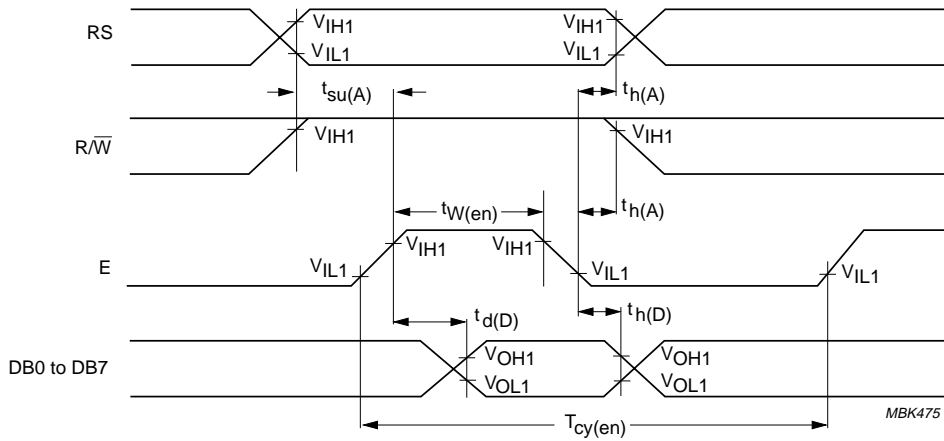 RS
VIH1
VIL1
VIH1
VIL1
tsu(A)
th(A)
R/W̅
VIH1
VIH1
tW(en)
th(A)
E
VIL1
VIH1
VIH1
VIL1
VIL1
td(D)
th(D)
DB0 to DB7
VOH1
VOL1
VOH1
VOL1
Tcy(en)
MBK475